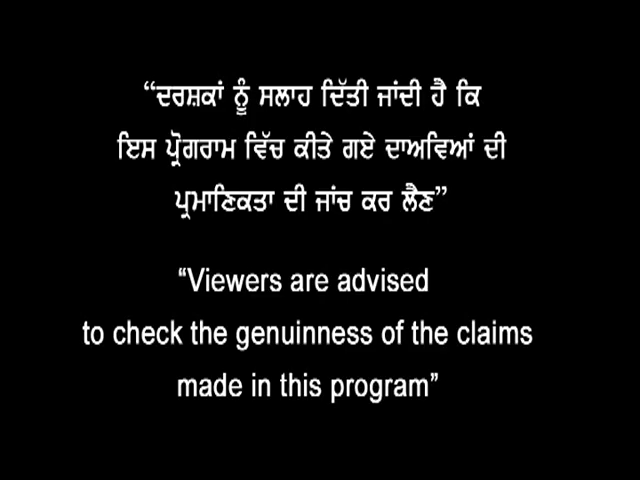 “ਦਰਸ਼ਕਾਂ ਨੂੰ ਸਲਾਹ ਦਿੱਤੀ ਜਾਂਦੀ ਹੈ ਕਿ
ਇਸ ਪ੍ਰੋਗਰਾਮ ਵਿੱਚ ਕੀਤੇ ਗਏ ਦਾਅਵਿਆਂ ਦੀ
ਪ੍ਰਮਾਣਿਕਤਾ ਦੀ ਜਾਂਚ ਕਰ ਲੈਣ”
“Viewers are advised
to check the genuinness of the claims
made in this program”